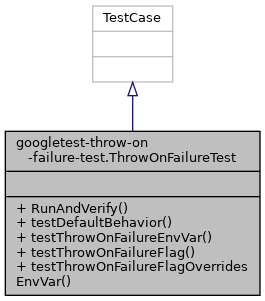 TestCase
googletest-throw-on
-failure-test.ThrowOnFailureTest
+ RunAndVerify()
+ testDefaultBehavior()
+ testThrowOnFailureEnvVar()
+ testThrowOnFailureFlag()
+ testThrowOnFailureFlagOverrides
EnvVar()